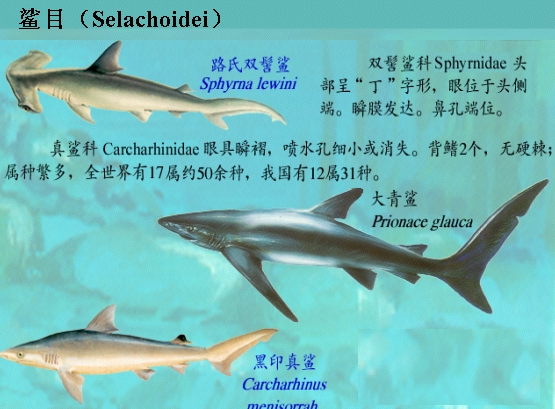 鲨目（Selachoidei）
路氏双髻鲨
Sphyrna lewini
双髻鲨科Sphyrnidae 头
部呈“丁”字形，眼位于头侧
端。瞬膜发达。鼻孔端位。
真鲨科 Carcharhinidae 眼具瞬褶，喷水孔细小或消失。背鳍2个，无硬棘；
属种繁多，全世界有17属约50余种，我国有12属31种。
大青鲨
Prionace glauca
黑印真鲨
Carcharhinus
menisorrah